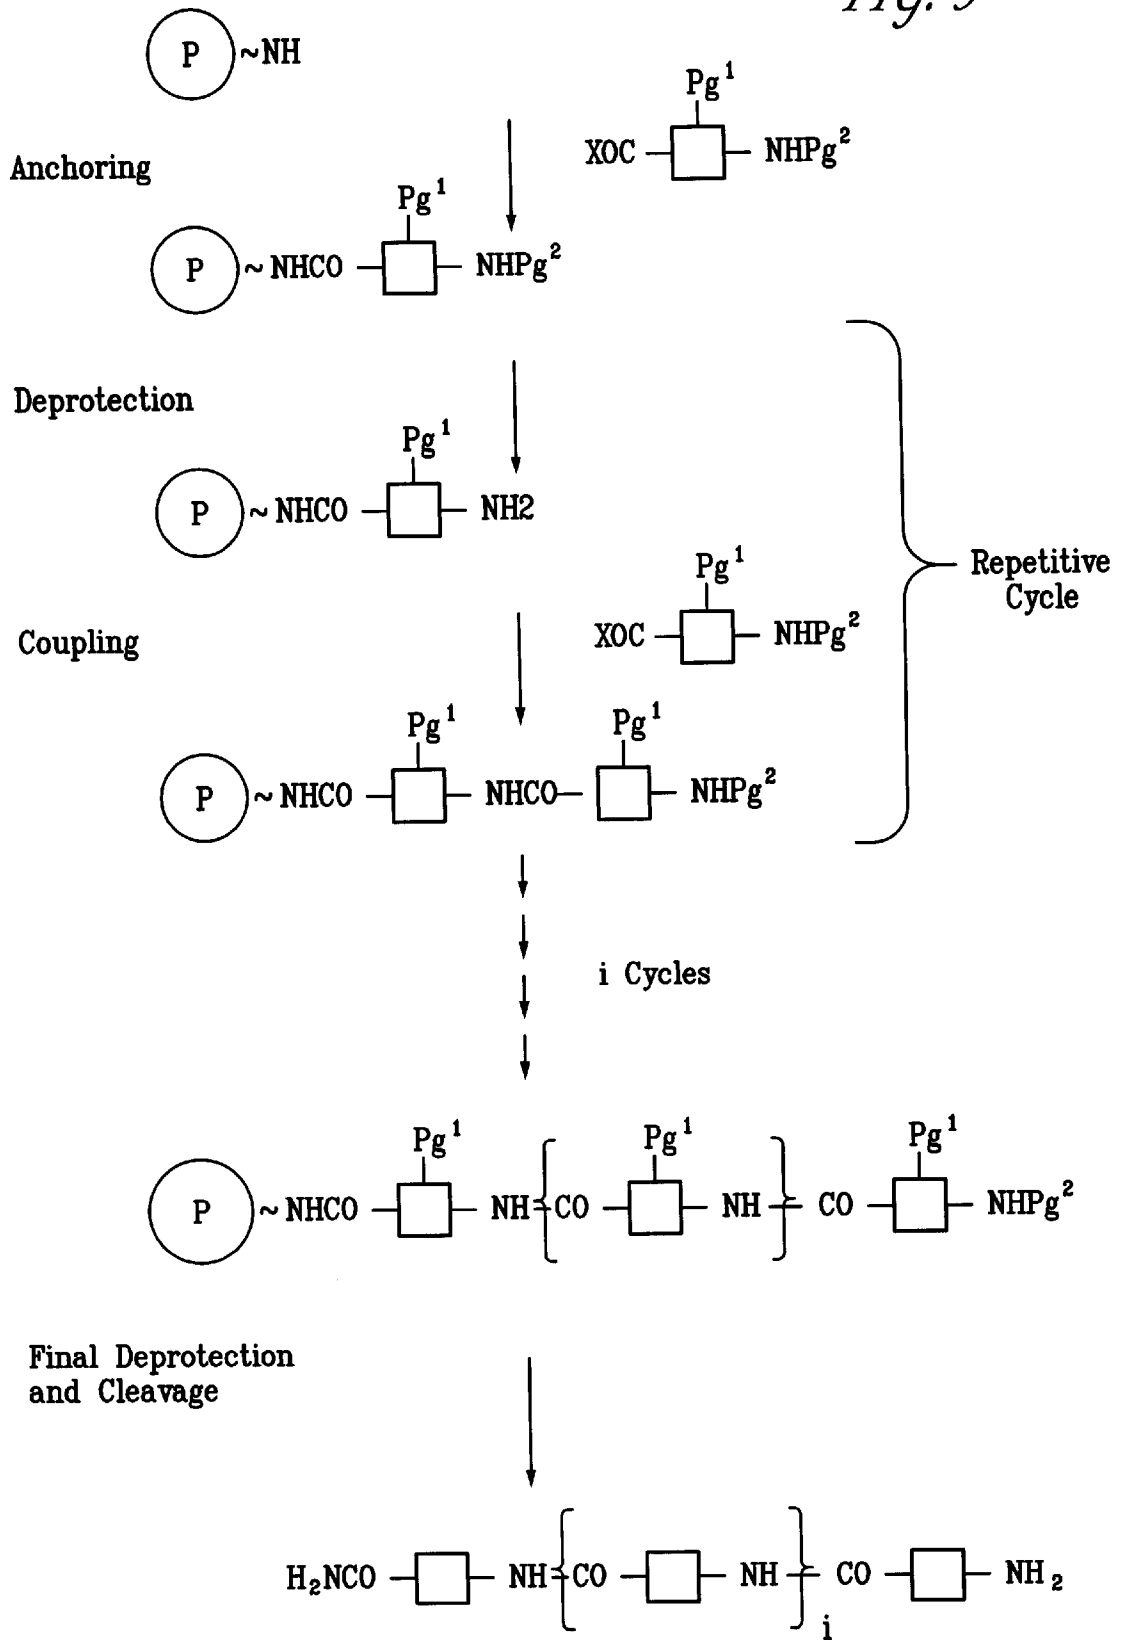 P ~NH
Pg¹
XOC NHPg²
Anchoring
Pg¹
P ~ NHCO NHPg²
Deprotection
Pg¹
P ~ NHCO NH2
Repetitive
Cycle
Pg¹
XOC NHPg²
Coupling
Pg¹ Pg¹
P ~ NHCO NHCO NHPg²
i Cycles
Pg¹ Pg¹ Pg¹
P ~ NHCO NH CO NH CO NHPg²
Final Deprotection
and Cleavage
H₂NCO NH CO NH CO NH₂
i